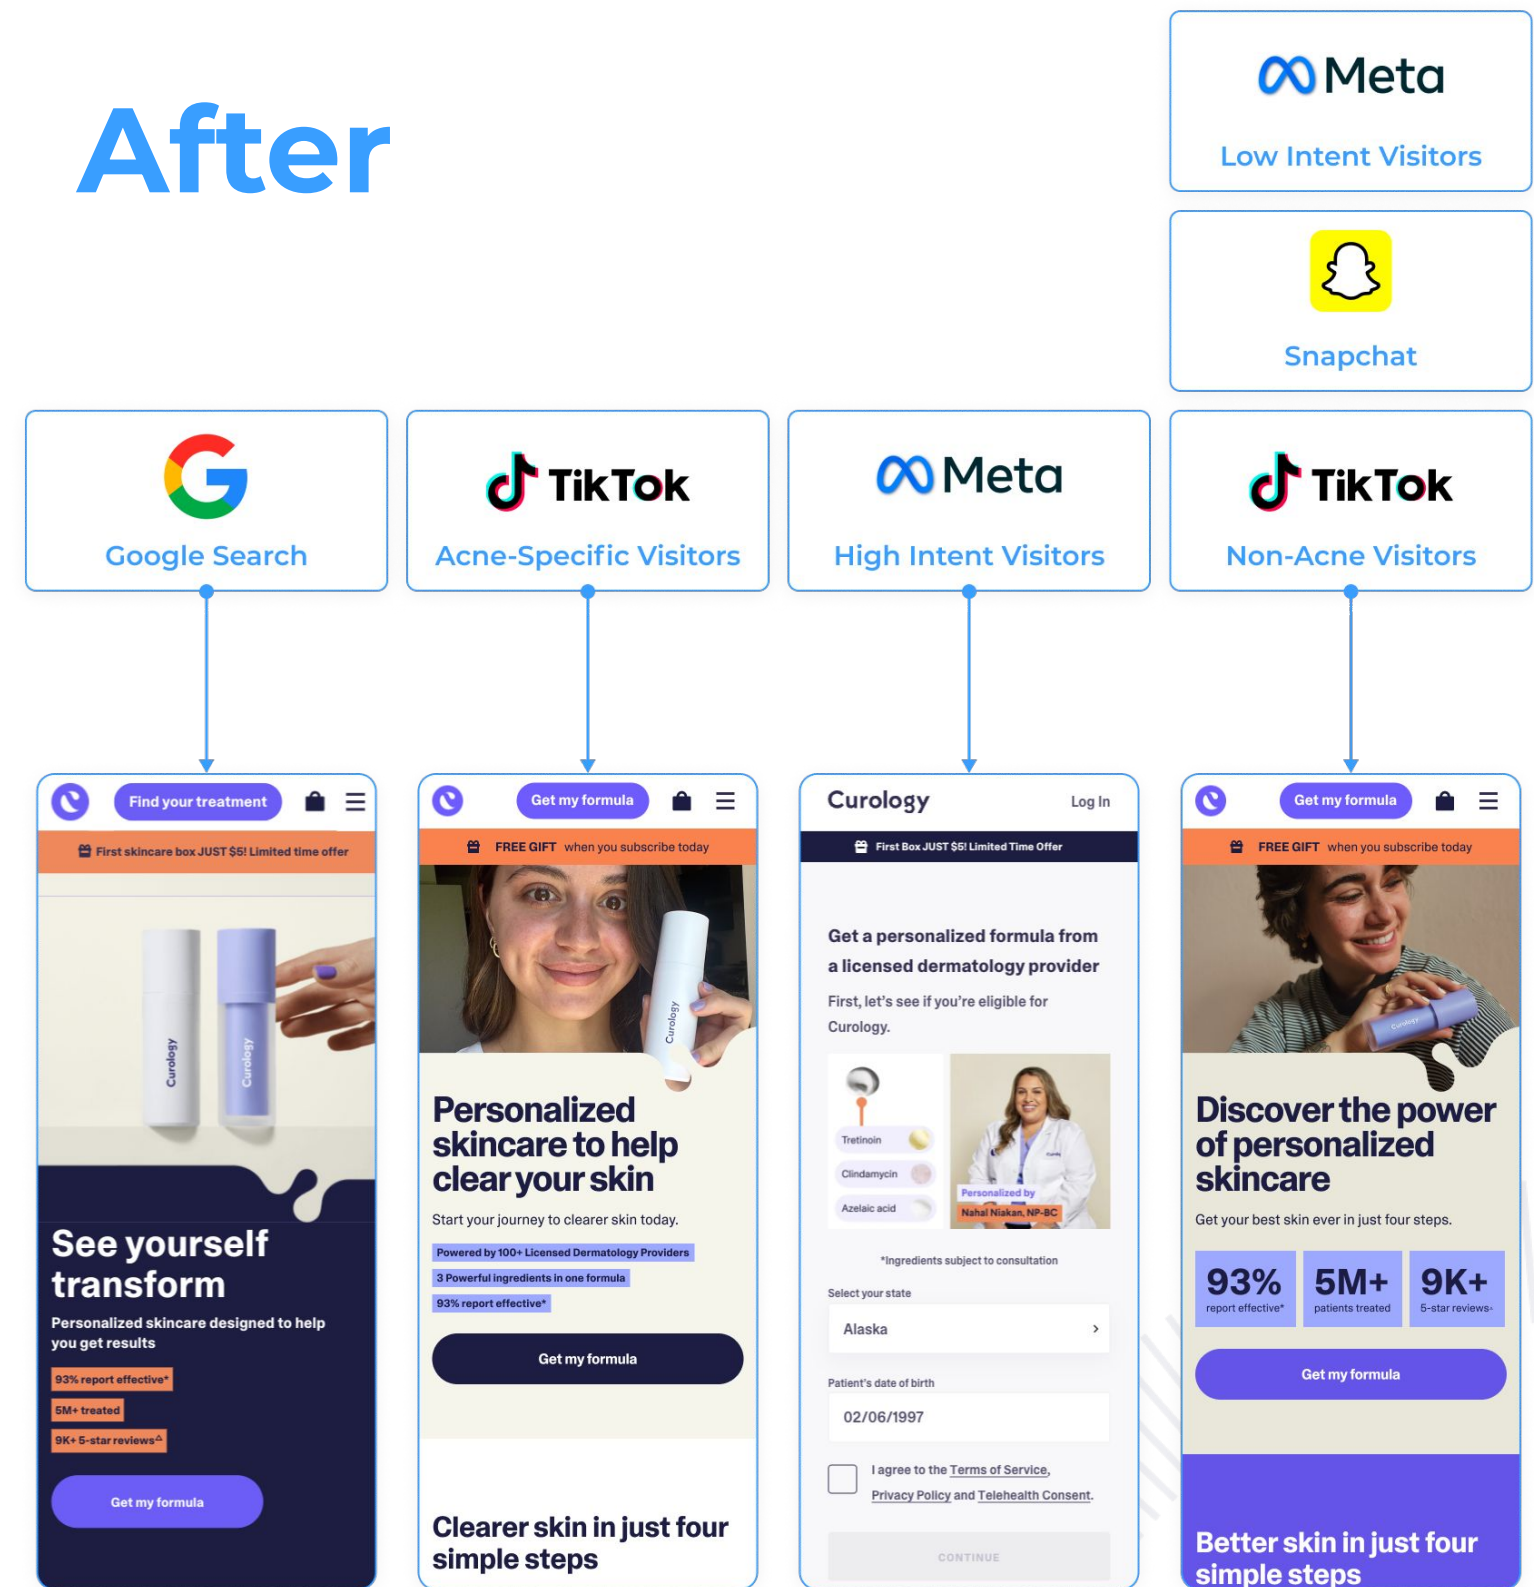 After
Meta
Low Intent Visitors
Snapchat
Google Search
TikTok
Acne-Specific Visitors
Meta
High Intent Visitors
TikTok
Non-Acne Visitors
Find your treatment
First skincare box JUST $5! Limited time offer
Curology
Curology
See yourself
transform
Personalized skincare designed to help
you get results
93% report effective*
5M+ treated
9K+ 5-star reviews△
Get my formula
Get my formula
FREE GIFT when you subscribe today
Curology
Personalized
skincare to help
clear your skin
Start your journey to clearer skin today.
Powered by 100+ Licensed Dermatology Providers
3 Powerful ingredients in one formula
93% report effective*
Get my formula
Clearer skin in just four
simple steps
Curology
Log In
First Box JUST $5! Limited Time Offer
Get a personalized formula from
a licensed dermatology provider
First, let's see if you're eligible for
Curology.
Tretinoin
Clindamycin
Azelaic acid
Personalized by
Nahal Niakan, NP-BC
*Ingredients subject to consultation
Select your state
Alaska
Patient's date of birth
02/06/1997
I agree to the Terms of Service,
Privacy Policy and Telehealth Consent.
CONTINUE
Get my formula
FREE GIFT when you subscribe today
Curology
Discover the power
of personalized
skincare
Get your best skin ever in just four steps.
93%
report effective*
5M+
patients treated
9K+
5-star reviews△
Get my formula
Better skin in just four
simple steps